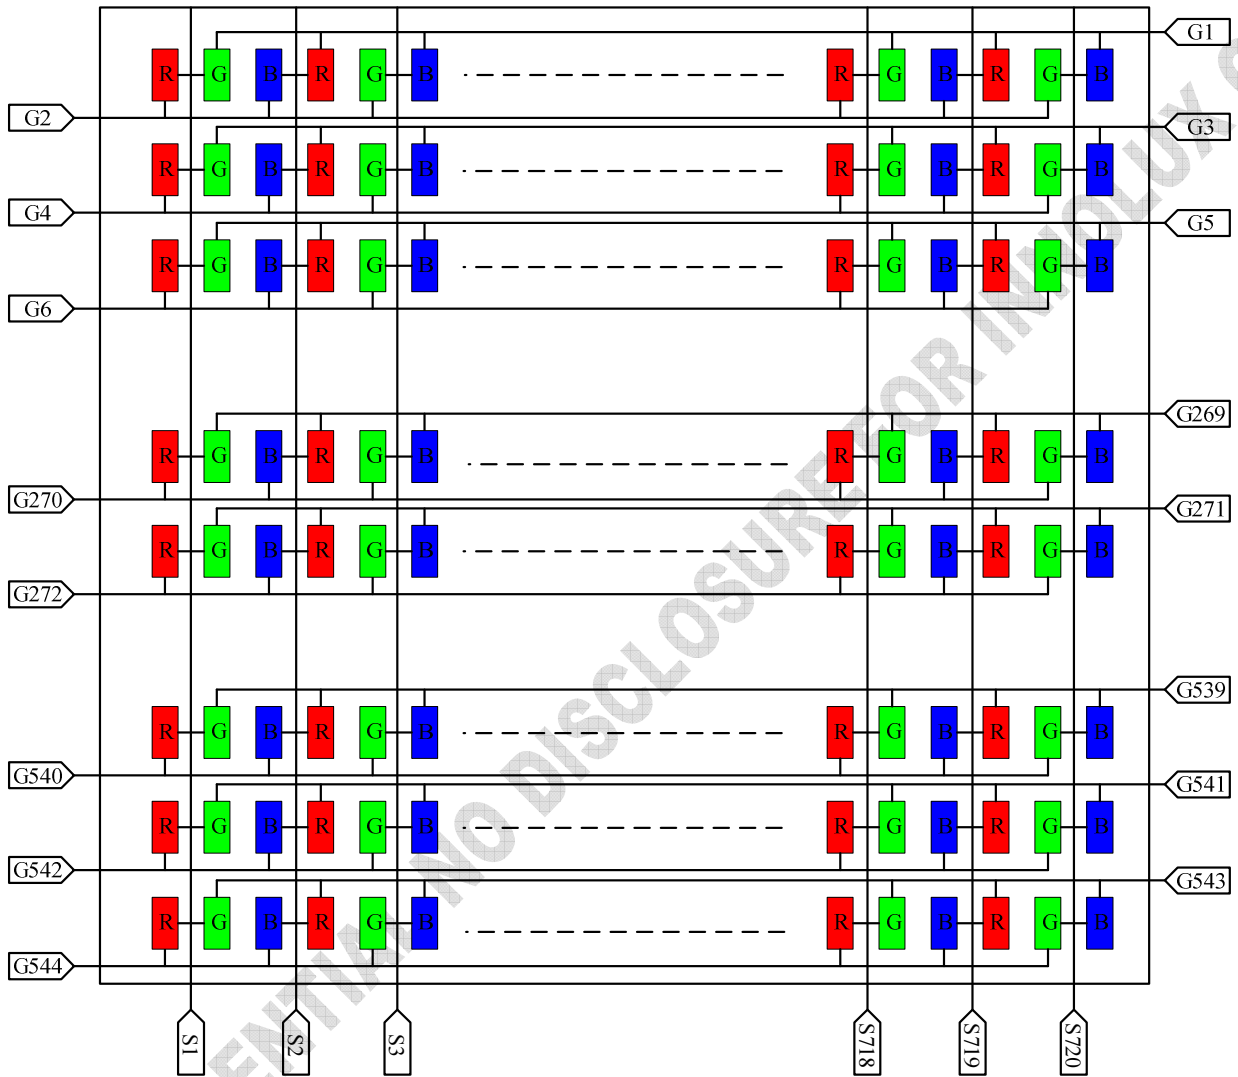 G1
R G B R G B R G B R G B
G2
G3
R G B R G B R G B R G B
G4
G5
R G B R G B R G B R G B
G6
G269
R G B R G B R G B R G B
G270
G271
R G B R G B R G B R G B
G272
G539
R G B R G B R G B R G B
G540
G541
R G B R G B R G B R G B
G542
G543
R G B R G B R G B R G B
G544
S1 S2 S3 S718 S719 S720
ENTIAL NO DISCLOSURE FOR INNOLUX